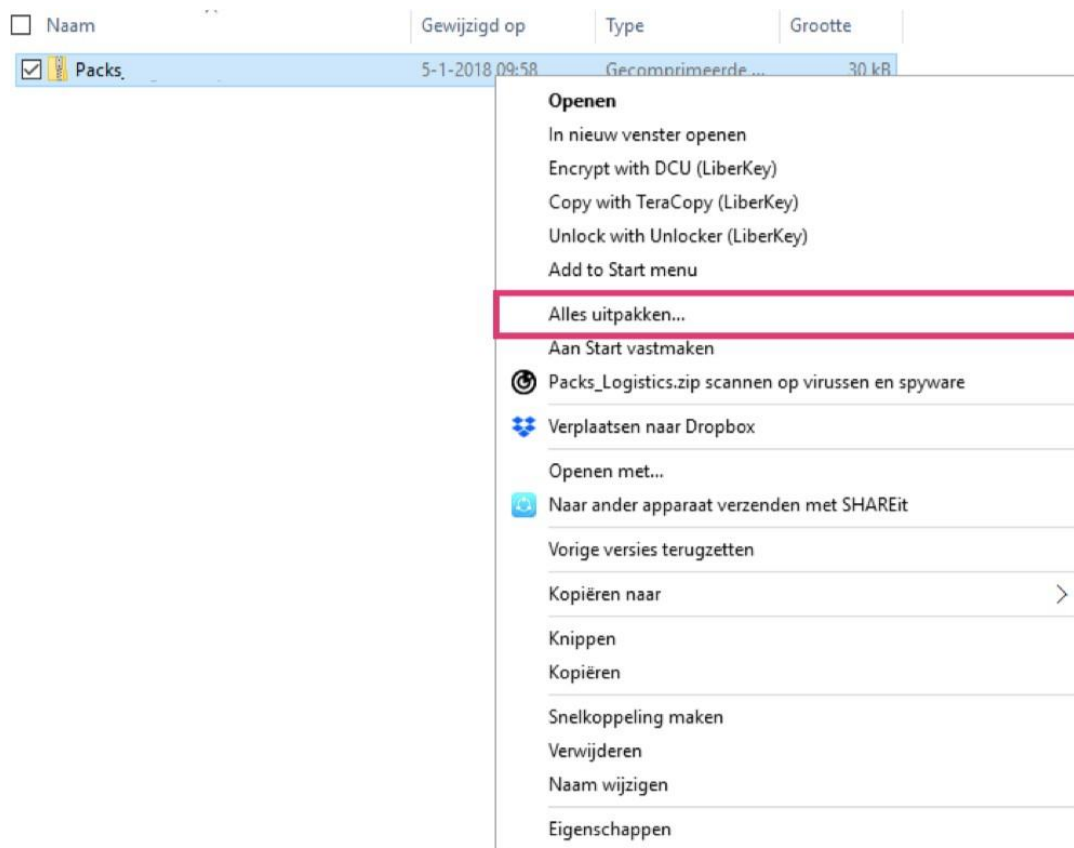 Naam Gewijzigd op Type Grootte
Packs_ 5-1-2018 09:58 Gecomprimeerde ... 30 kB
Openen
In nieuw venster openen
Encrypt with DCU (LiberKey)
Copy with TeraCopy (LiberKey)
Unlock with Unlocker (LiberKey)
Add to Start menu
Alles uitpakken...
Aan Start vastmaken
Packs_Logistics.zip scannen op virussen en spyware
Verplaatsen naar Dropbox
Openen met...
Naar ander apparaat verzenden met SHAREit
Vorige versies terugzetten
Kopiëren naar
Knippen
Kopiëren
Snelkoppeling maken
Verwijderen
Naam wijzigen
Eigenschappen